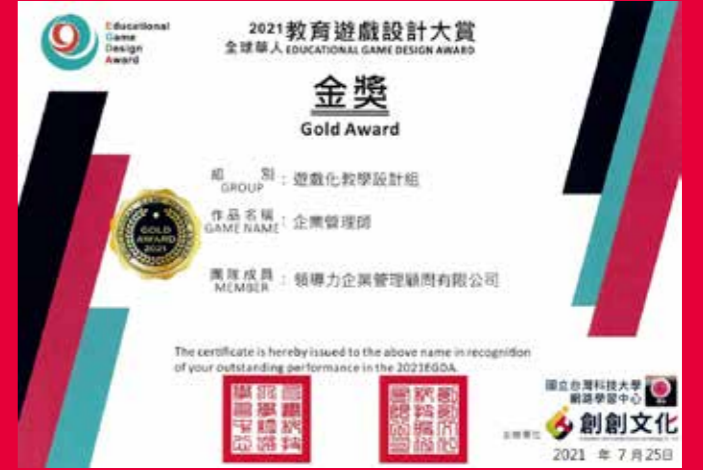 Educational
Game
Design
Award
2021教育遊戲設計大賞
全球華人 EDUCATIONAL GAME DESIGN AWARD
金獎
Gold Award
組 別 : 遊戲化教學設計組
GROUP
作品名稱 : 企業管理師
GAME NAME
GOLD
AWARD
2021
團隊成員 : 領導力企業管理顧問有限公司
MEMBER
The certificate is hereby issued to the above name in recognition
of your outstanding performance in the 2021EGDA.
國立台灣科技大學
網路學習中心
主辦單位
創創文化
2021 年 7 月 25日